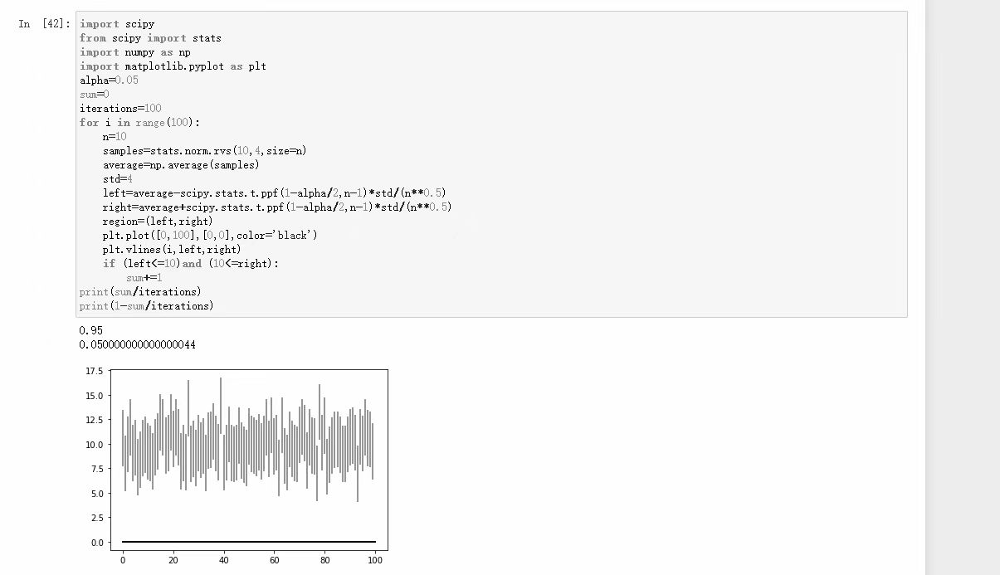 In [42]:
import scipy
from scipy import stats
import numpy as np
import matplotlib.pyplot as plt
alpha=0.05
sum=0
iterations=100
for i in range(100):
    n=10
    samples=stats.norm.rvs(10,4,size=n)
    average=np.average(samples)
    std=4
    left=average-scipy.stats.t.ppf(1-alpha/2,n-1)*std/(n**0.5)
    right=average+scipy.stats.t.ppf(1-alpha/2,n-1)*std/(n**0.5)
    region=(left,right)
    plt.plot([0,100],[0,0],color='black')
    plt.vlines(i,left,right)
    if (left<=10)and (10<=right):
        sum+=1
print(sum/iterations)
print(1-sum/iterations)
0.95
0.050000000000000044
17.5
15.0
12.5
10.0
7.5
5.0
2.5
0.0
0 20 40 60 80 100